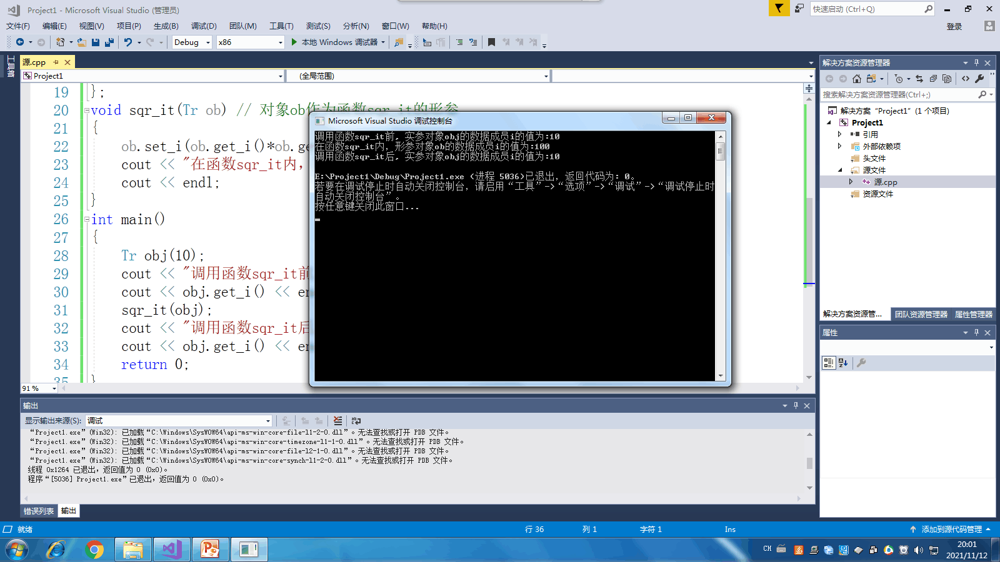 Project1 - Microsoft Visual Studio (管理员)
快速启动 (Ctrl+Q)
文件(F) 编辑(E) 视图(V) 项目(P) 生成(B) 调试(D) 团队(M) 工具(T) 测试(S) 分析(N) 窗口(W) 帮助(H)
登录
Debug x86 本地 Windows 调试器
工具箱
源.cpp
Project1 (全局范围)
19 };
20 void sqr_it(Tr ob) // 对象ob作为函数sqr_it的形参
21 {
22 ob.set_i(ob.get_i()*ob.ge
23 cout << "在函数sqr_it内，
24 cout << endl;
25 }
26 int main()
27 {
28 Tr obj(10);
29 cout << "调用函数sqr_it前
30 cout << obj.get_i() << en
31 sqr_it(obj);
32 cout << "调用函数sqr_it后
33 cout << obj.get_i() << en
34 return 0;
35 }
91 %
Microsoft Visual Studio 调试控制台
调用函数sqr_it前，实参对象obj的数据成员i的值为:10
在函数sqr_it内，形参对象ob的数据成员i的值为:100
调用函数sqr_it后，实参对象obj的数据成员i的值为:10
E:\Project1\Debug\Project1.exe (进程 5036)已退出，返回代码为: 0。
若要在调试停止时自动关闭控制台，请启用“工具”->“选项”->“调试”->“调试停止时
自动关闭控制台”。
按任意键关闭此窗口...
解决方案资源管理器
搜索解决方案资源管理器(Ctrl+;)
解决方案 “Project1” (1 个项目)
Project1
引用
外部依赖项
头文件
源文件
源.cpp
资源文件
解决方案资源管... 团队资源管理器 属性管理器
属性
输出
显示输出来源(S): 调试
“Project1.exe” (Win32): 已加载“C:\Windows\SysWOW64\api-ms-win-core-file-l1-2-0.dll”。无法查找或打开 PDB 文件。
“Project1.exe” (Win32): 已加载“C:\Windows\SysWOW64\api-ms-win-core-timezone-l1-1-0.dll”。无法查找或打开 PDB 文件。
“Project1.exe” (Win32): 已加载“C:\Windows\SysWOW64\api-ms-win-core-file-l2-1-0.dll”。无法查找或打开 PDB 文件。
“Project1.exe” (Win32): 已加载“C:\Windows\SysWOW64\api-ms-win-core-synch-l1-2-0.dll”。无法查找或打开 PDB 文件。
线程 0x1264 已退出，返回值为 0 (0x0)。
程序“[5036] Project1.exe”已退出，返回值为 0 (0x0)。
错误列表 输出
就绪 行 36 列 1 字符 1 Ins 添加到源代码管理
CH
20:01
2021/11/12